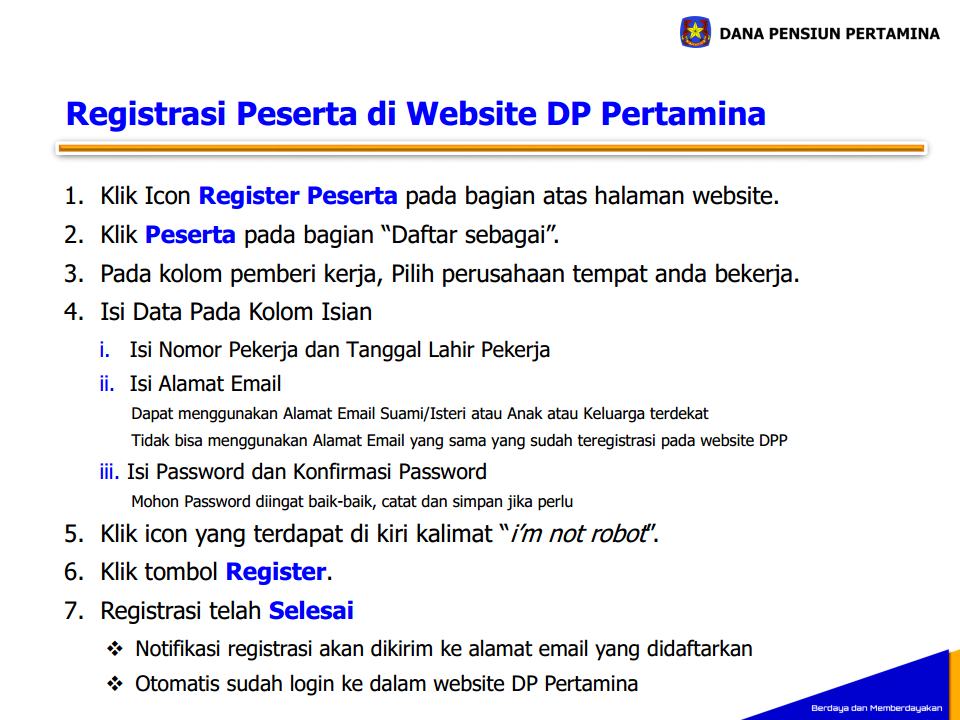 DANA PENSIUN PERTAMINA
Registrasi Peserta di Website DP Pertamina
1. Klik Icon Register Peserta pada bagian atas halaman website.
2. Klik Peserta pada bagian “Daftar sebagai”.
3. Pada kolom pemberi kerja, Pilih perusahaan tempat anda bekerja.
4. Isi Data Pada Kolom Isian
i. Isi Nomor Pekerja dan Tanggal Lahir Pekerja
ii. Isi Alamat Email
Dapat menggunakan Alamat Email Suami/Isteri atau Anak atau Keluarga terdekat
Tidak bisa menggunakan Alamat Email yang sama yang sudah teregistrasi pada website DPP
iii. Isi Password dan Konfirmasi Password
Mohon Password diingat baik-baik, catat dan simpan jika perlu
5. Klik icon yang terdapat di kiri kalimat “i’m not robot”.
6. Klik tombol Register.
7. Registrasi telah Selesai
❖ Notifikasi registrasi akan dikirim ke alamat email yang didaftarkan
❖ Otomatis sudah login ke dalam website DP Pertamina
Berdaya dan Memberdayakan